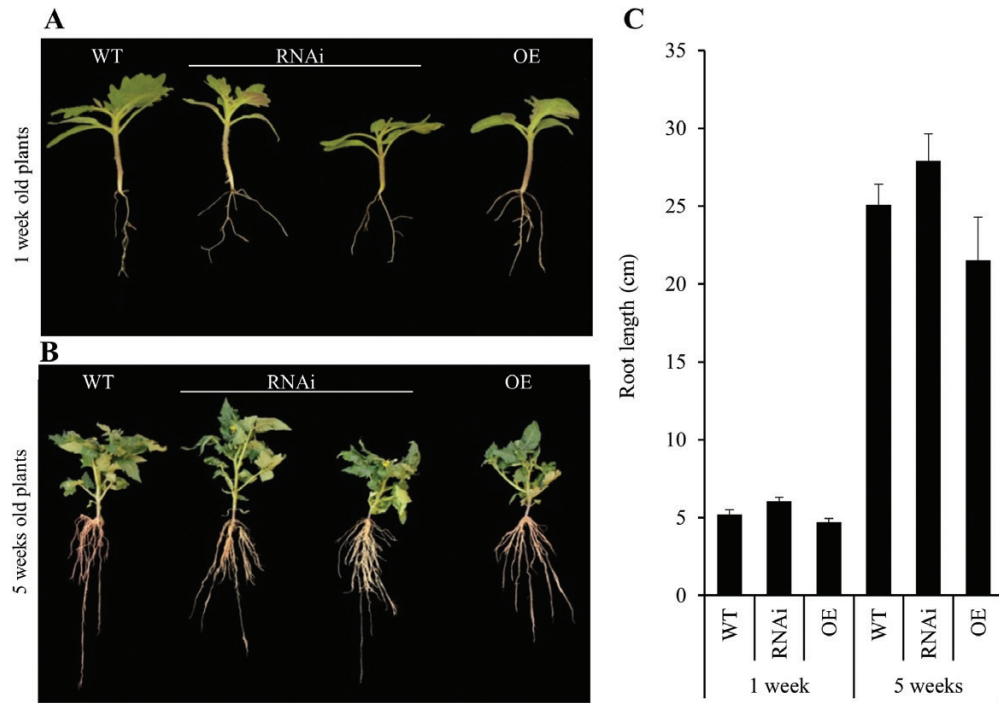 A
WT
RNAi
OE
1 week old plants
B
WT
RNAi
OE
5 weeks old plants
C
35
30
25
20
15
10
5
0
Root length (cm)
WT
RNAi
OE
WT
RNAi
OE
1 week
5 weeks